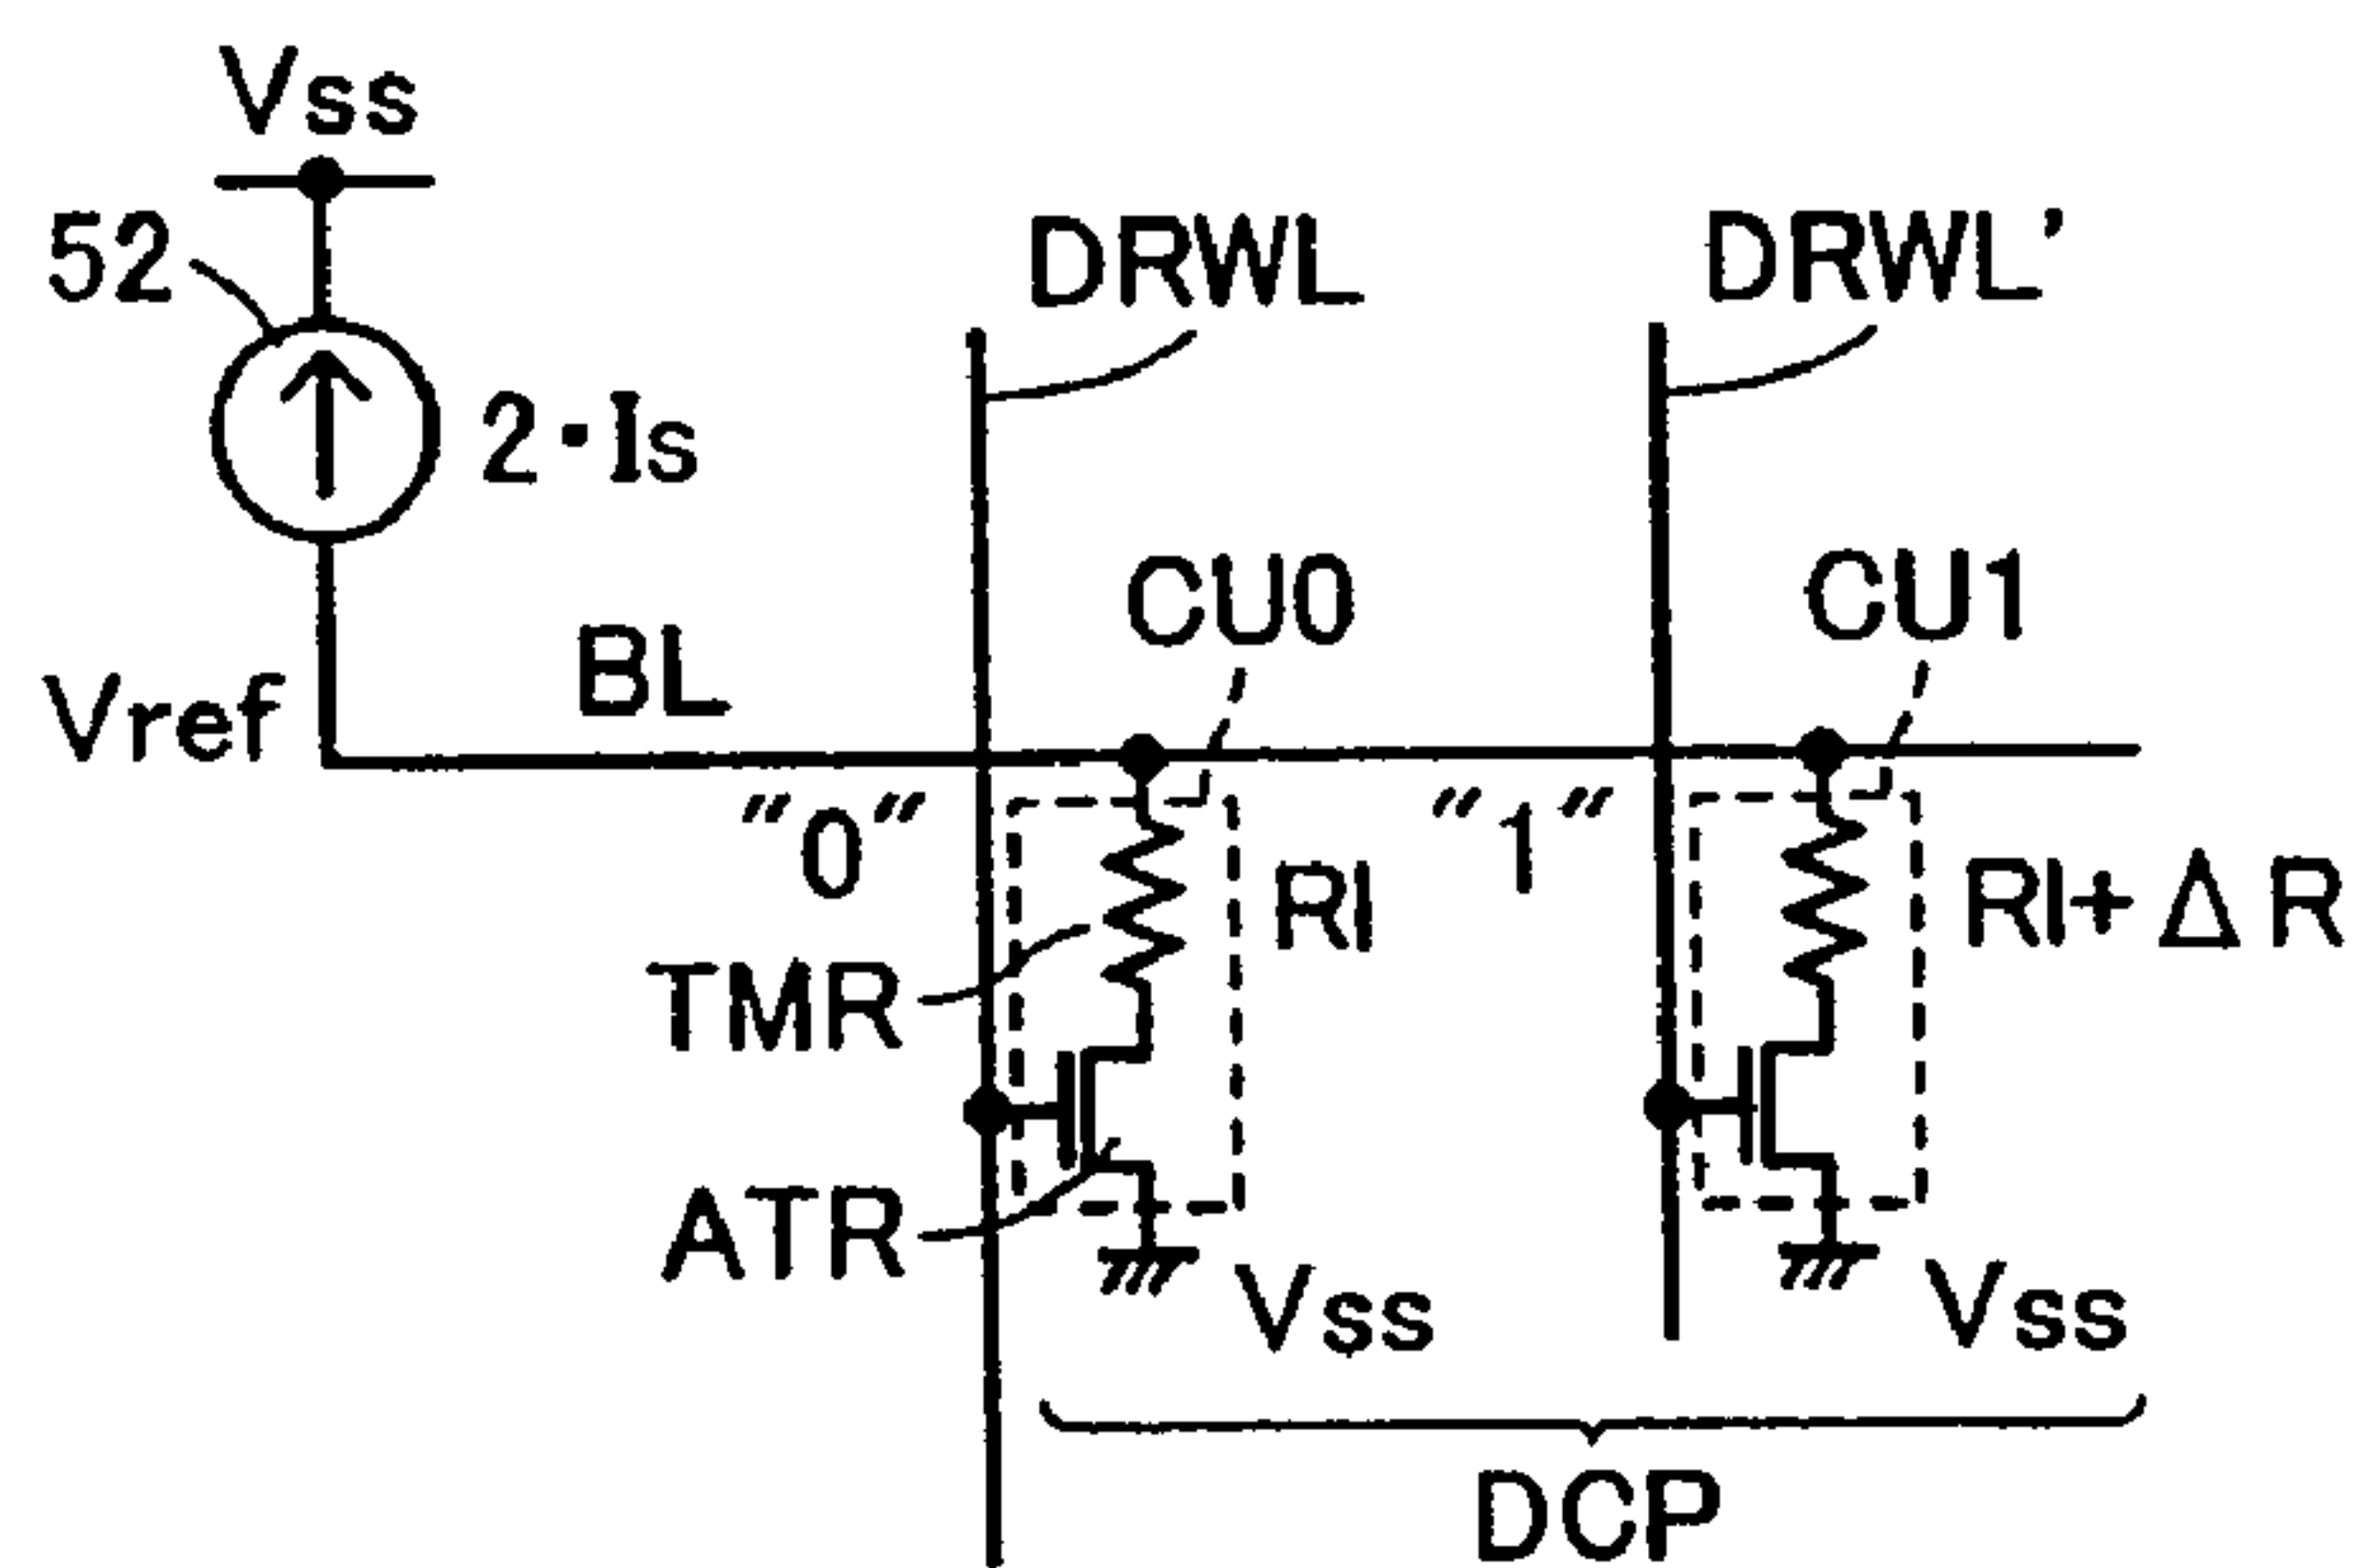 Vss
52
DRWL
DRWL'
2·Is
CU0
CU1
BL
Vref
"0"
"1"
RI
RI+ΔR
TMR
ATR
Vss
Vss
DCP